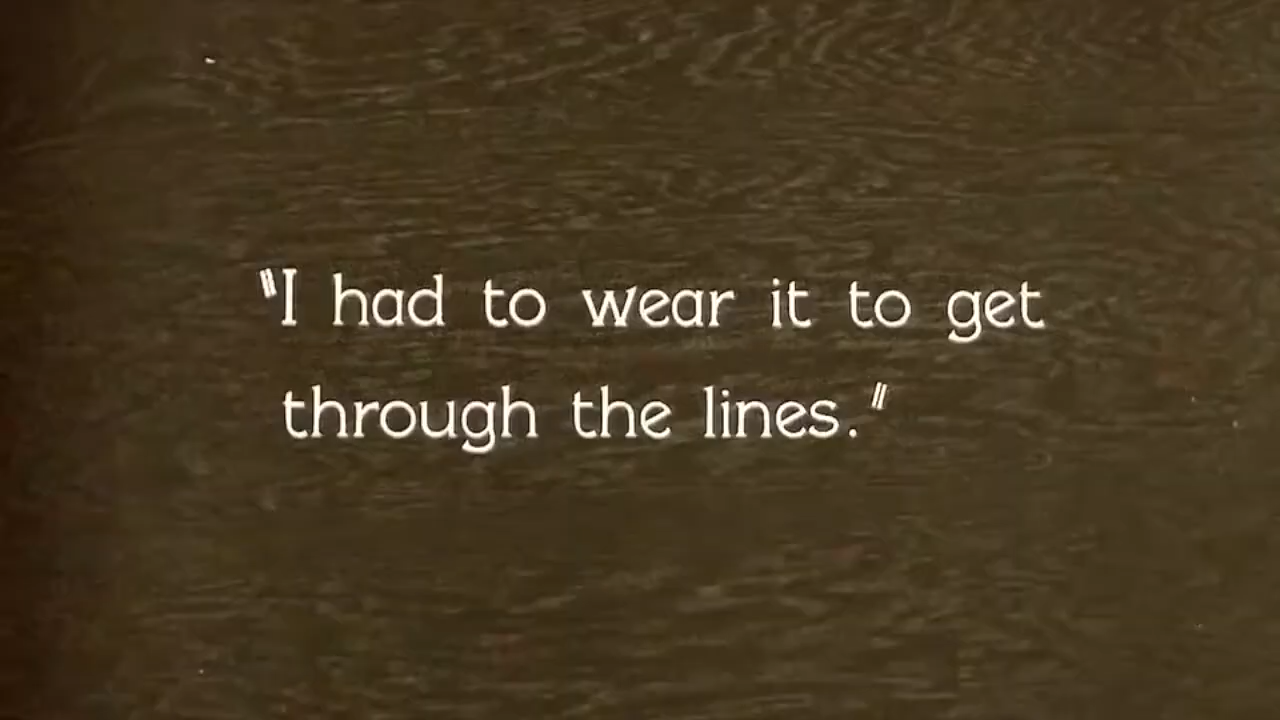 "I had to wear it to get
through the lines."